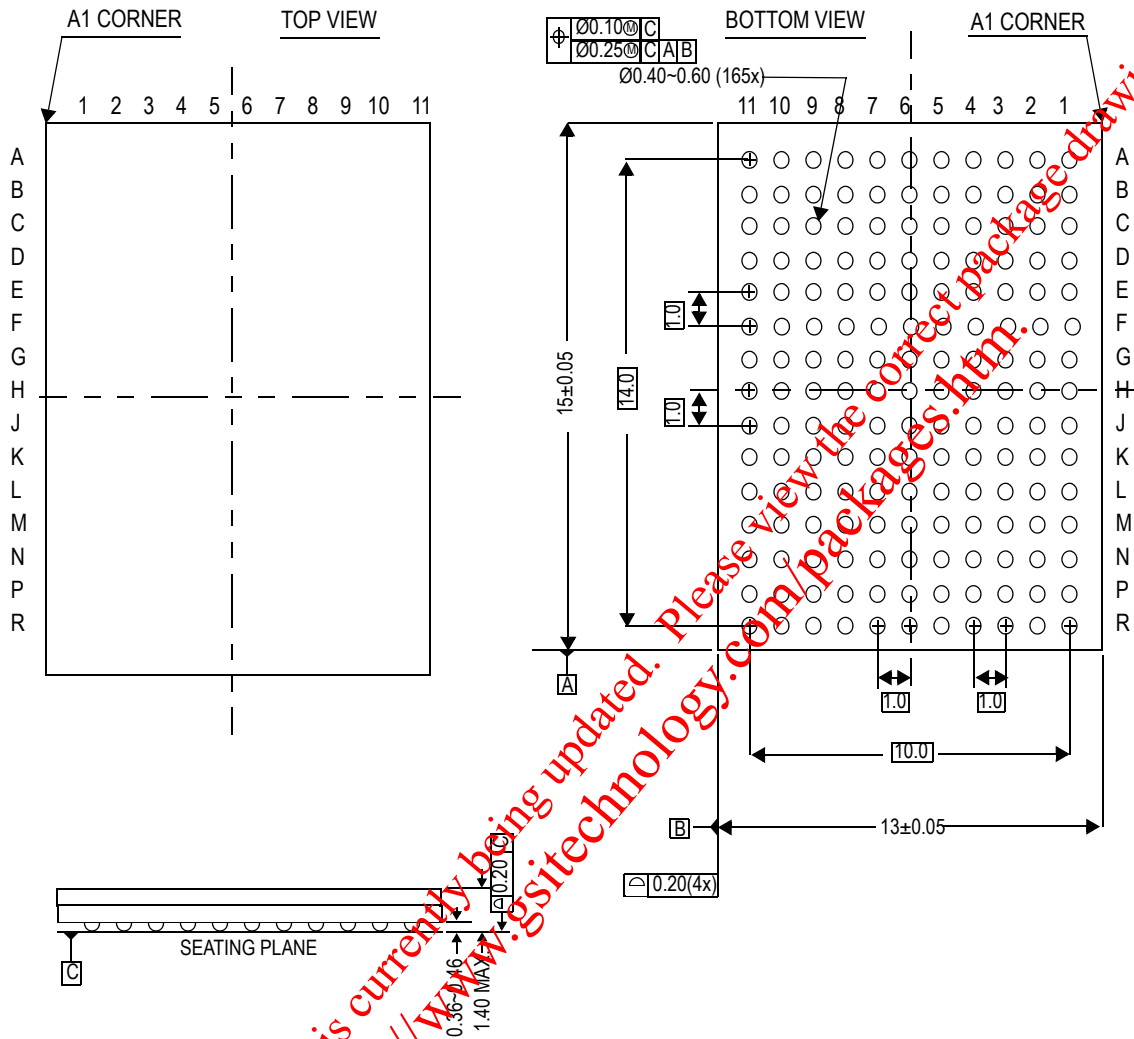 A1 CORNER
TOP VIEW
1 2 3 4 5 6 7 8 9 10 11
A
B
C
D
E
F
G
H
J
K
L
M
N
P
R
Ø0.10Ⓜ C
Ø0.25Ⓜ C A B
Ø0.40~0.60 (165x)
BOTTOM VIEW
A1 CORNER
11 10 9 8 7 6 5 4 3 2 1
A
B
C
D
E
F
G
H
J
K
L
M
N
P
R
15±0.05
14.0
1.0
1.0
A
1.0
1.0
10.0
B
13±0.05
0.20(4x)
0.20 C
SEATING PLANE
C
0.36~0.46
1.40 MAX.
is currently being updated. Please view the correct package drawi
//www.gsitechnology.com/packages.htm.